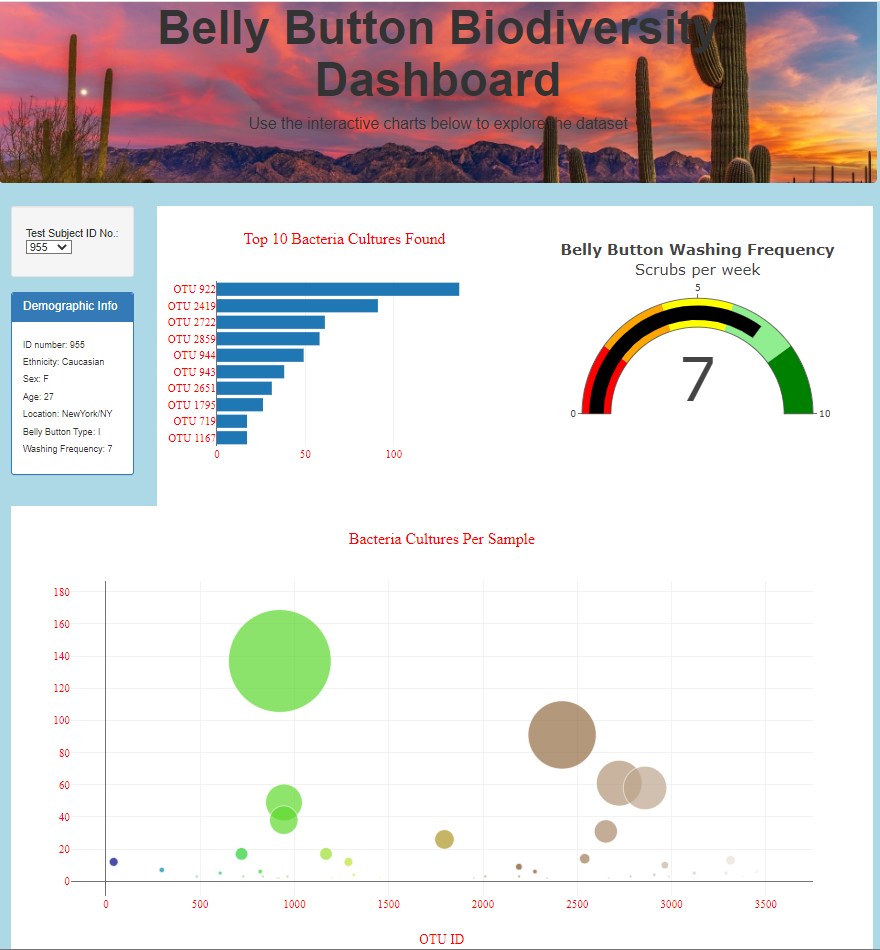 Belly Button Biodiversity
Dashboard
Use the interactive charts below to explore the dataset
Test Subject ID No.:
955
Demographic Info
ID number: 955
Ethnicity: Caucasian
Sex: F
Age: 27
Location: NewYork/NY
Belly Button Type: I
Washing Frequency: 7
Top 10 Bacteria Cultures Found
OTU 922
OTU 2419
OTU 2722
OTU 2859
OTU 944
OTU 943
OTU 2651
OTU 1795
OTU 719
OTU 1167
0 50 100
Belly Button Washing Frequency
Scrubs per week
5
7
0 10
Bacteria Cultures Per Sample
180
160
140
120
100
80
60
40
20
0
0 500 1000 1500 2000 2500 3000 3500
OTU ID